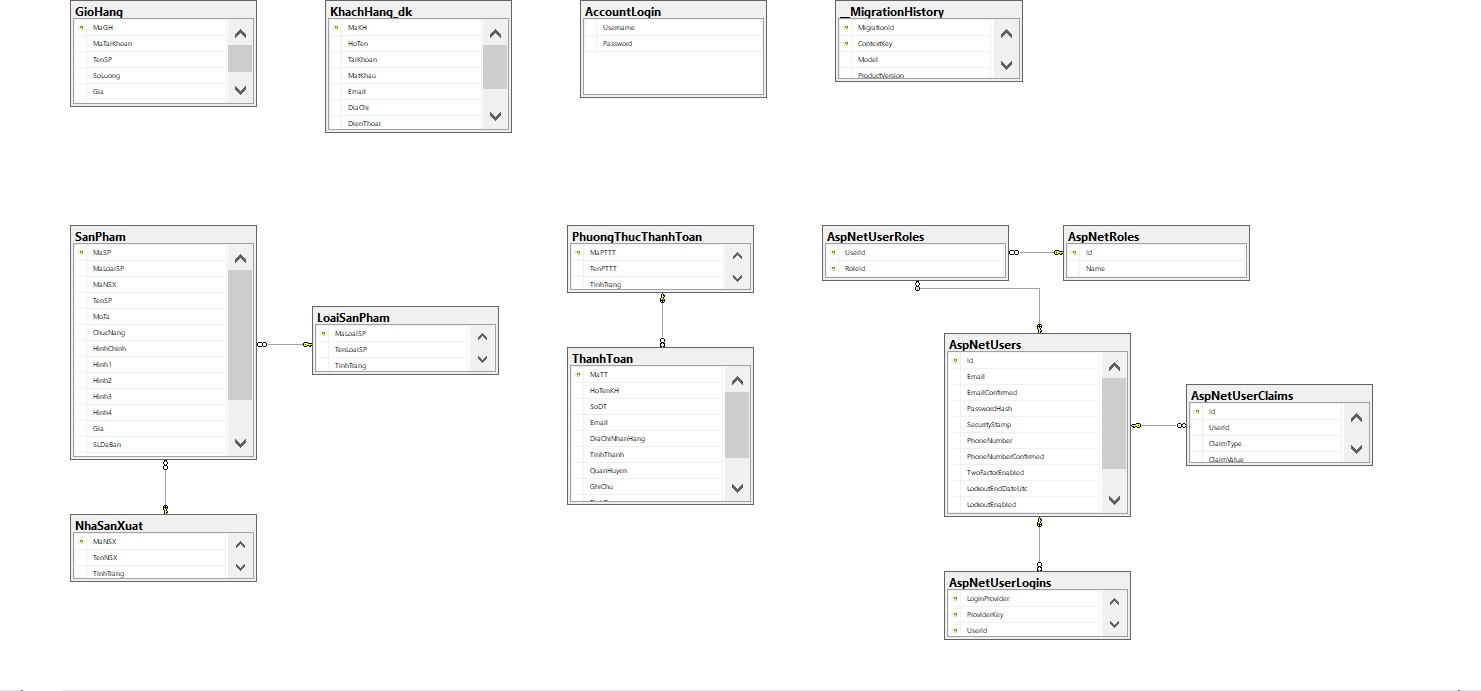 GioHang
MaGH
MaTaiKhoan
TenSP
SoLuong
Gia
KhachHang_dk
MaKH
HoTen
TaiKhoan
MatKhau
Email
DiaChi
DienThoai
AccountLogin
Username
Password
__MigrationHistory
MigrationId
ContextKey
Model
ProductVersion
SanPham
MaSP
MaLoaiSP
MaNSX
TenSP
MoTa
ChucNang
HinhChinh
Hinh1
Hinh2
Hinh3
Hinh4
Gia
SLDaBan
LoaiSanPham
MaLoaiSP
TenLoaiSP
TinhTrang
NhaSanXuat
MaNSX
TenNSX
TinhTrang
PhuongThucThanhToan
MaPTTT
TenPTTT
TinhTrang
ThanhToan
MaTT
HoTenKH
SoDT
Email
DiaChiNhanHang
TinhThanh
QuanHuyen
GhiChu
AspNetUserRoles
UserId
RoleId
AspNetRoles
Id
Name
AspNetUsers
Id
Email
EmailConfirmed
PasswordHash
SecurityStamp
PhoneNumber
PhoneNumberConfirmed
TwoFactorEnabled
LockoutEndDateUtc
LockoutEnabled
AspNetUserClaims
Id
UserId
ClaimType
ClaimValue
AspNetUserLogins
LoginProvider
ProviderKey
UserId